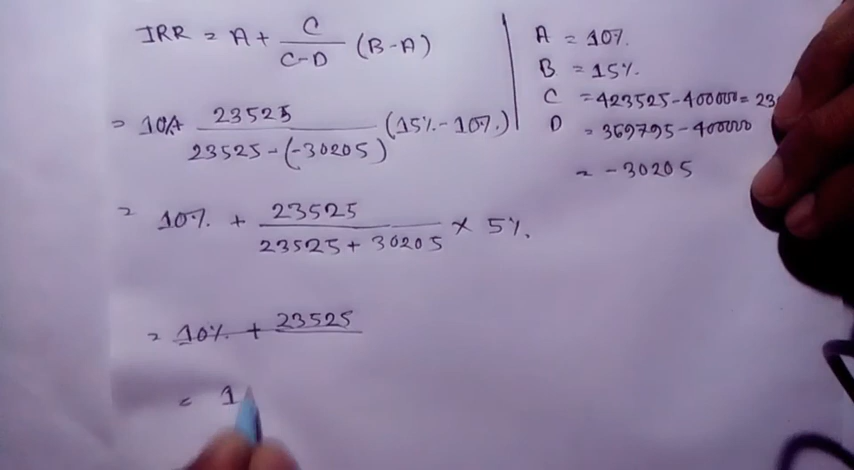 IRR = A + C / C-D (B-A)
= 10% + 23525 / 23525-(-30205) (15%-10%)
= 10% + 23525 / 23525+30205 × 5%.
= 10% + 23525
= 1
A = 10%.
B = 15%.
C = 423525-400000= 23
D = 369795-400000
= -30205